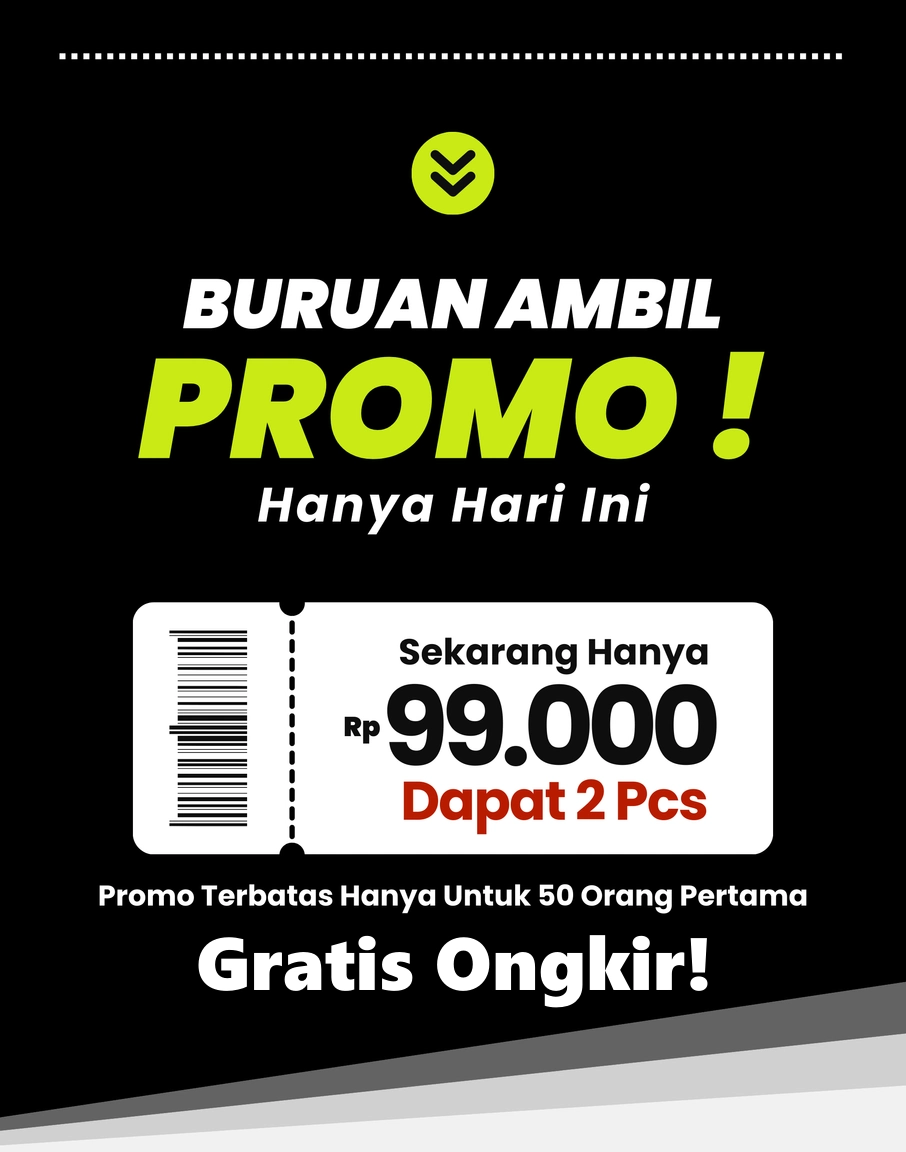 BURUAN AMBIL
PROMO !
Hanya Hari Ini
Sekarang Hanya
Rp 99.000
Dapat 2 Pcs
Promo Terbatas Hanya Untuk 50 Orang Pertama
Gratis Ongkir!